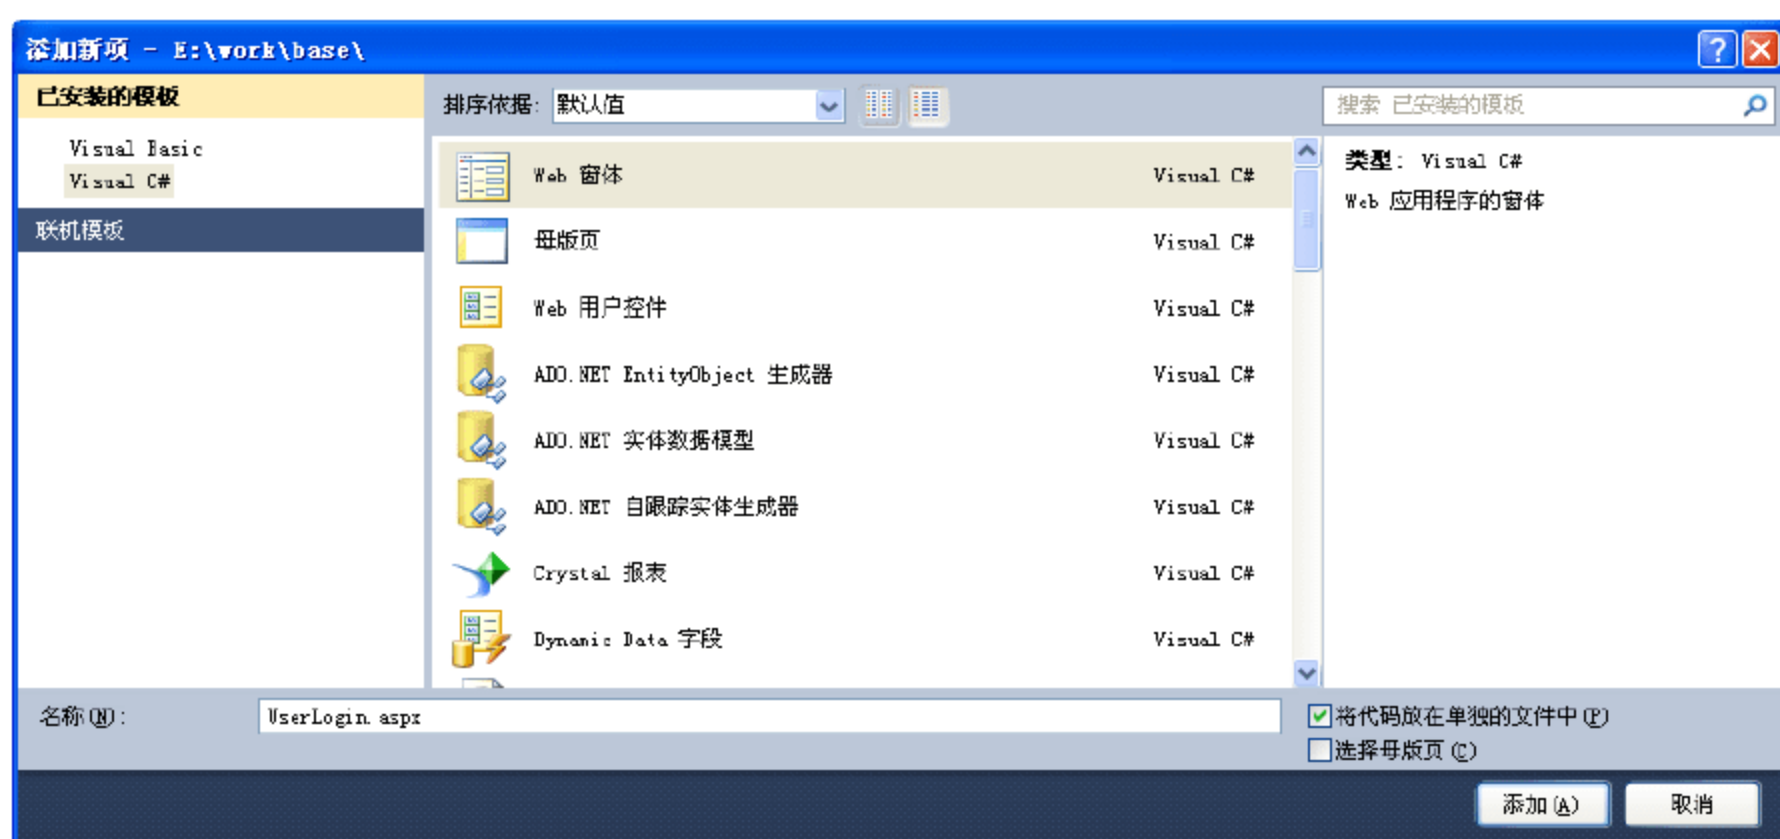 添加新项 - E:\work\base\
已安装的模板
Visual Basic
Visual C#
联机模板
排序依据: 默认值
搜索 已安装的模板
Web 窗体 Visual C#
母版页 Visual C#
Web 用户控件 Visual C#
ADO.NET EntityObject 生成器 Visual C#
ADO.NET 实体数据模型 Visual C#
ADO.NET 自跟踪实体生成器 Visual C#
Crystal 报表 Visual C#
Dynamic Data 字段 Visual C#
类型: Visual C#
Web 应用程序的窗体
名称(N): UserLogin.aspx
将代码放在单独的文件中(P)
选择母版页(C)
添加(A) 取消